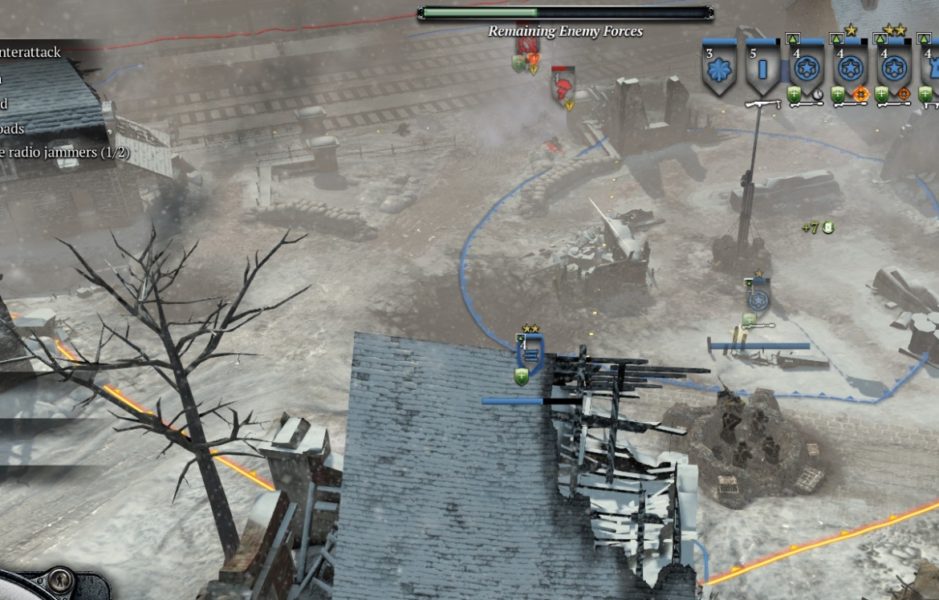 Remaining Enemy Forces
3
5
4
4
4
4
nterattack
d
oads
e radio jammers (1/2)
+7